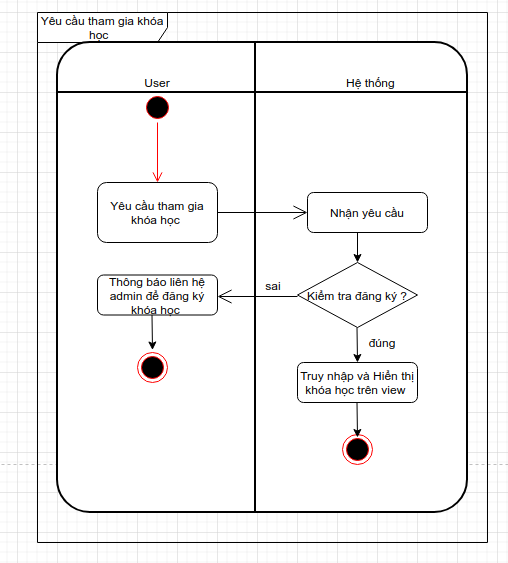 Yêu cầu tham gia khóa
học
User
Hệ thống
Yêu cầu tham gia
khóa học
Nhận yêu cầu
Thông báo liên hệ
admin để đăng ký
khóa học
sai
Kiểm tra đăng ký ?
đúng
Truy nhập và Hiển thị
khóa học trên view